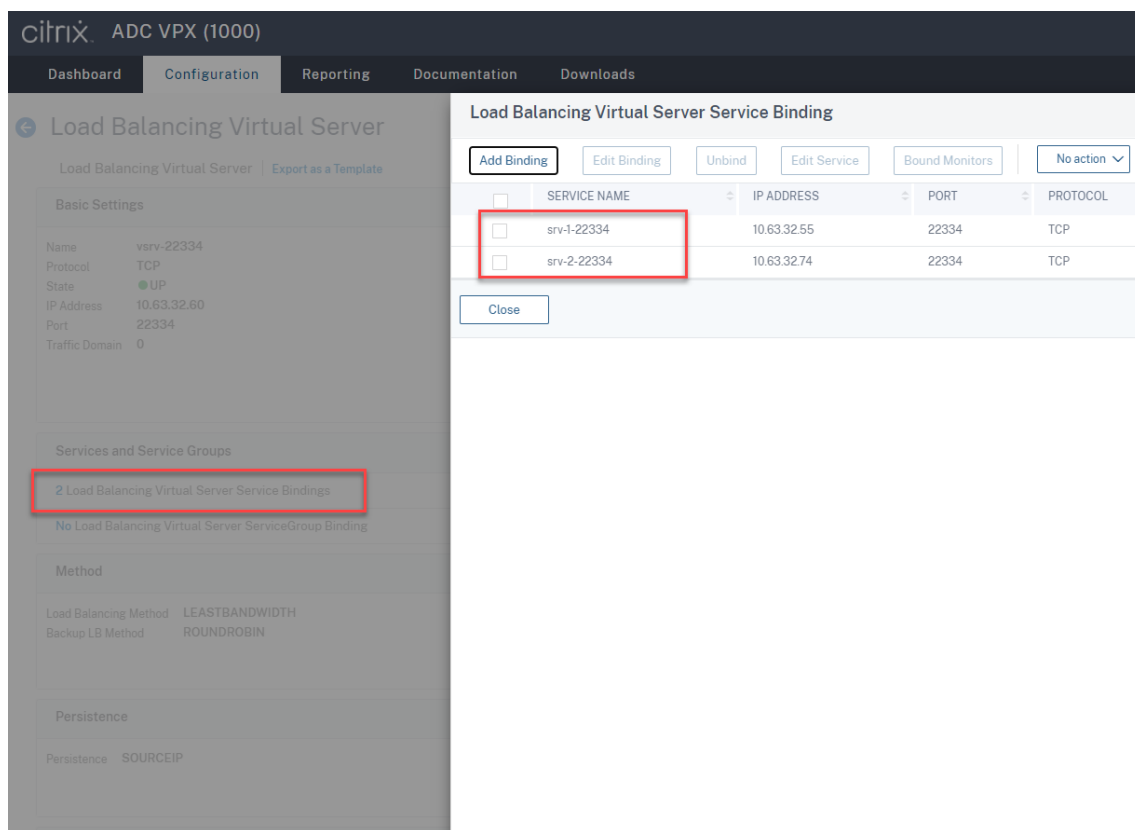 citrix. ADC VPX (1000)
Dashboard Configuration Reporting Documentation Downloads
Load Balancing Virtual Server
Load Balancing Virtual Server | Export as a Template
Basic Settings
Name vsrv-22334
Protocol TCP
State UP
IP Address 10.63.32.60
Port 22334
Traffic Domain 0
Services and Service Groups
2 Load Balancing Virtual Server Service Bindings
No Load Balancing Virtual Server ServiceGroup Binding
Method
Load Balancing Method LEASTBANDWIDTH
Backup LB Method ROUNDROBIN
Persistence
Persistence SOURCEIP
Load Balancing Virtual Server Service Binding
Add Binding Edit Binding Unbind Edit Service Bound Monitors No action
SERVICE NAME IP ADDRESS PORT PROTOCOL
srv-1-22334 10.63.32.55 22334 TCP
srv-2-22334 10.63.32.74 22334 TCP
Close